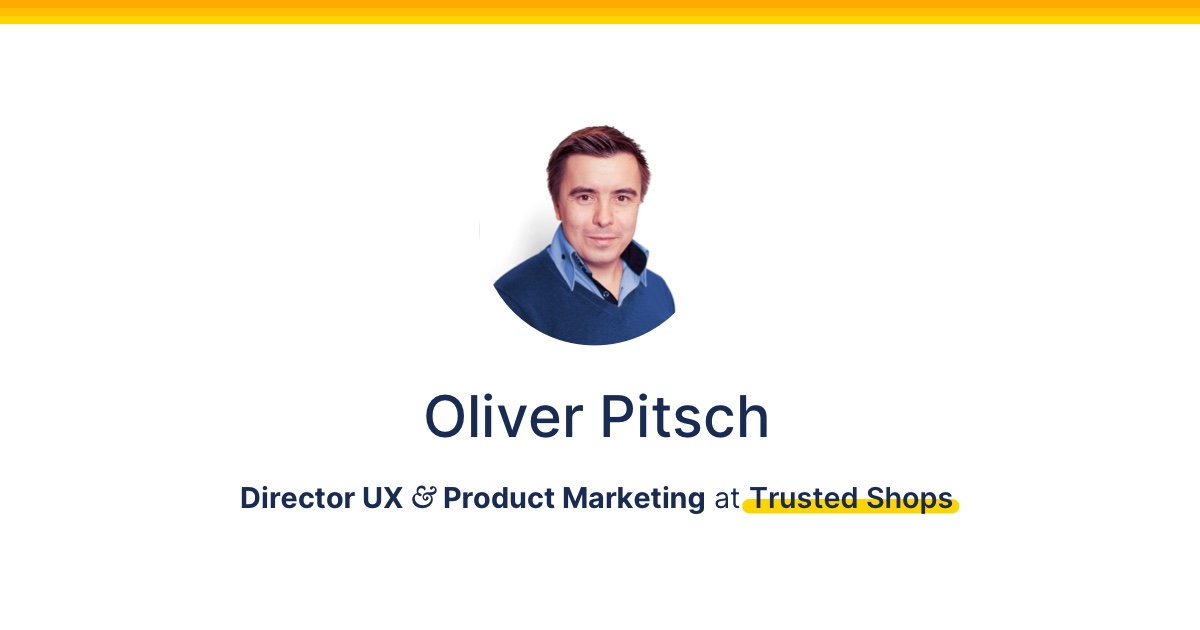 Oliver Pitsch
Director UX & Product Marketing at Trusted Shops